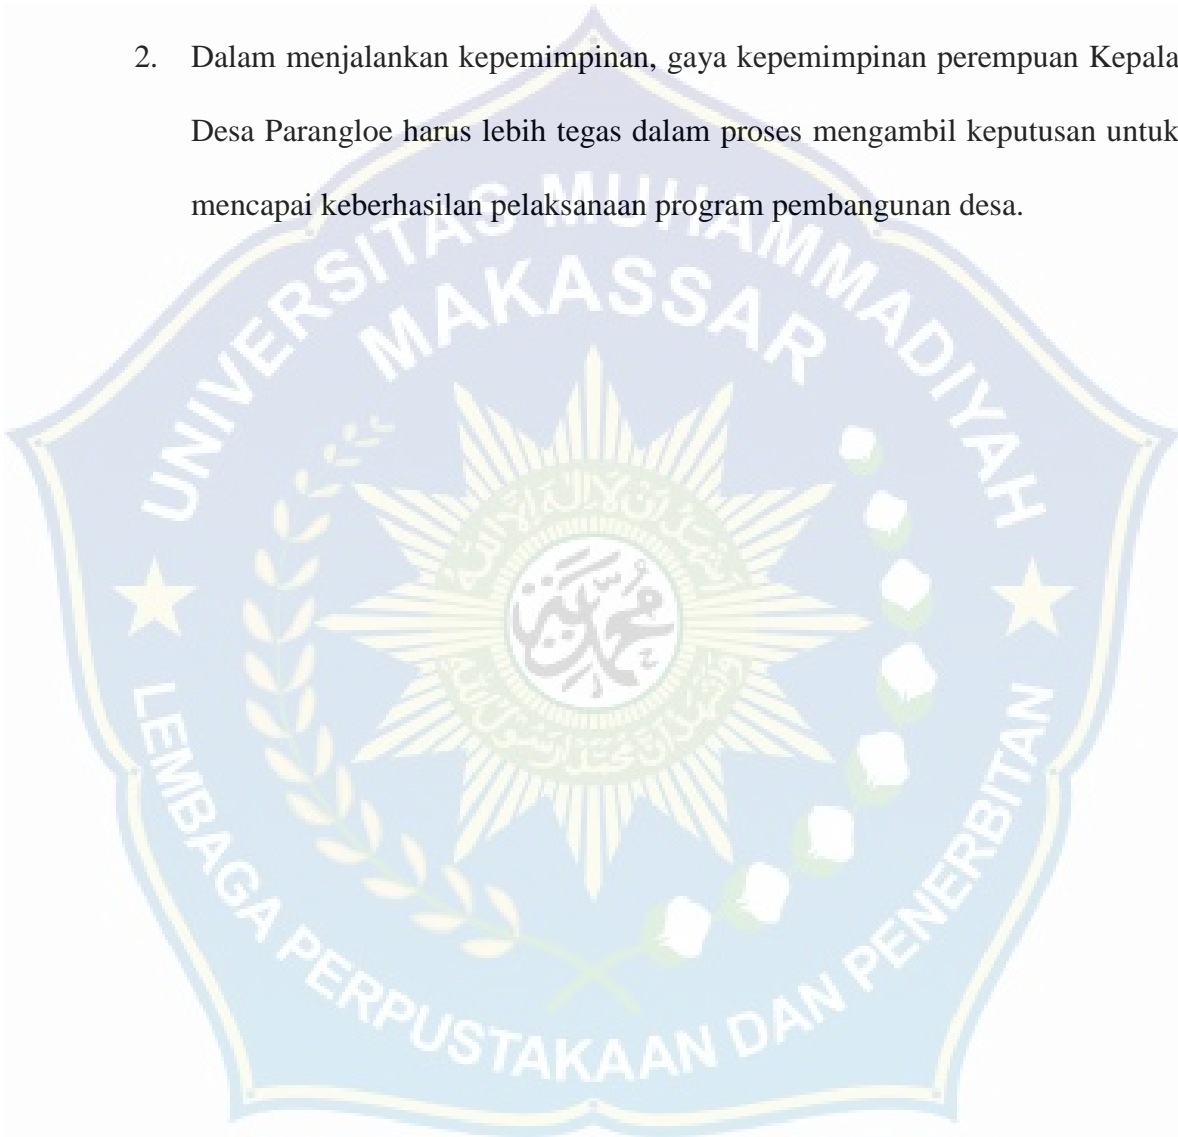 2. Dalam menjalankan kepemimpinan, gaya kepemimpinan perempuan Kepala
Desa Parangloe harus lebih tegas dalam proses mengambil keputusan untuk
mencapai keberhasilan pelaksanaan program pembangunan desa.
UNIVERSITAS MUHAMMADIYAH
MAKASSAR
LEMBAGA PERPUSTAKAAN DAN PENERBITAN